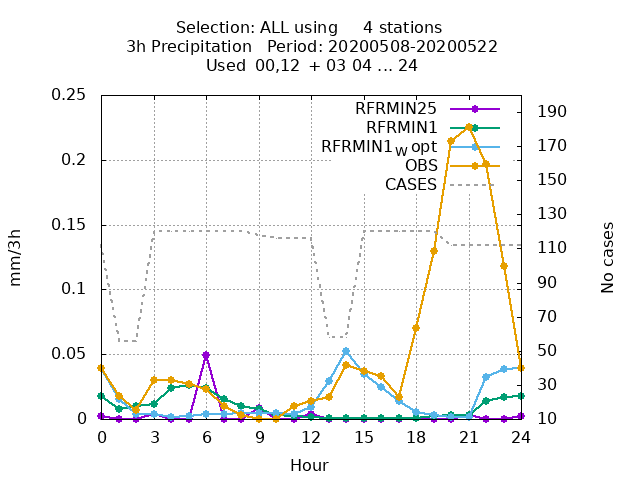 Selection: ALL using 4 stations
3h Precipitation Period: 20200508-20200522
Used 00,12 + 03 04 ... 24
RFRMIN25
RFRMIN1
RFRMIN1w opt
OBS
CASES
0.25
0.2
0.15
0.1
0.05
0
190
170
150
130
110
90
70
50
30
10
mm/3h
No cases
0 3 6 9 12 15 18 21 24
Hour